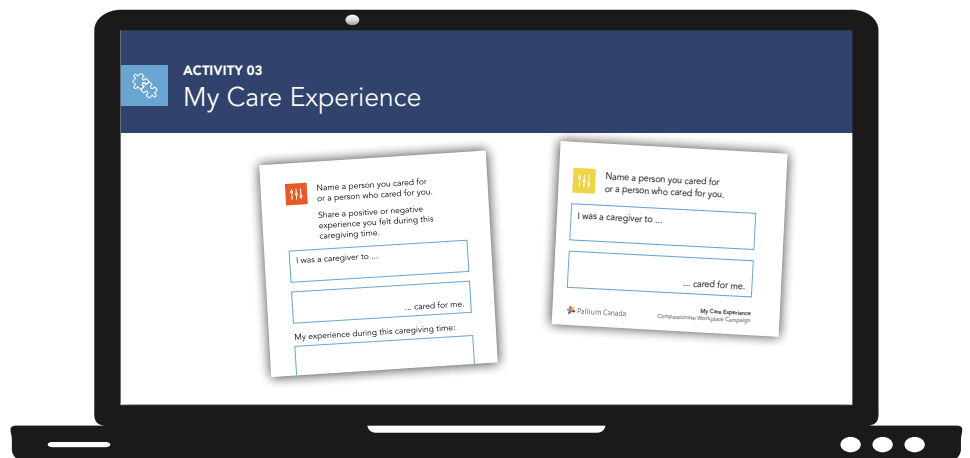 ACTIVITY 03
My Care Experience
Name a person you cared for
or a person who cared for you.
Share a positive or negative
experience you felt during this
caregiving time.
I was a caregiver to ...
... cared for me.
My experience during this caregiving time:
Name a person you cared for
or a person who cared for you.
I was a caregiver to ...
... cared for me.
Pallium Canada
My Care Experience
Compassionate Workplace Campaign